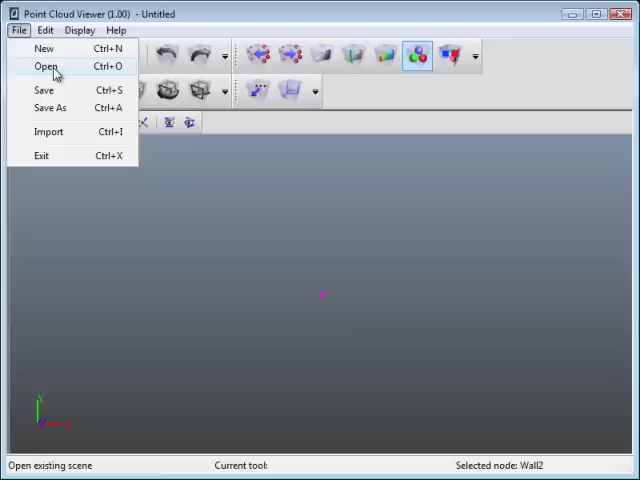 Point Cloud Viewer (1.00) - Untitled
File Edit Display Help
New Ctrl+N
Open Ctrl+O
Save Ctrl+S
Save As Ctrl+A
Import Ctrl+I
Exit Ctrl+X
Y
X
Open existing scene Current tool: Selected node: Wall2